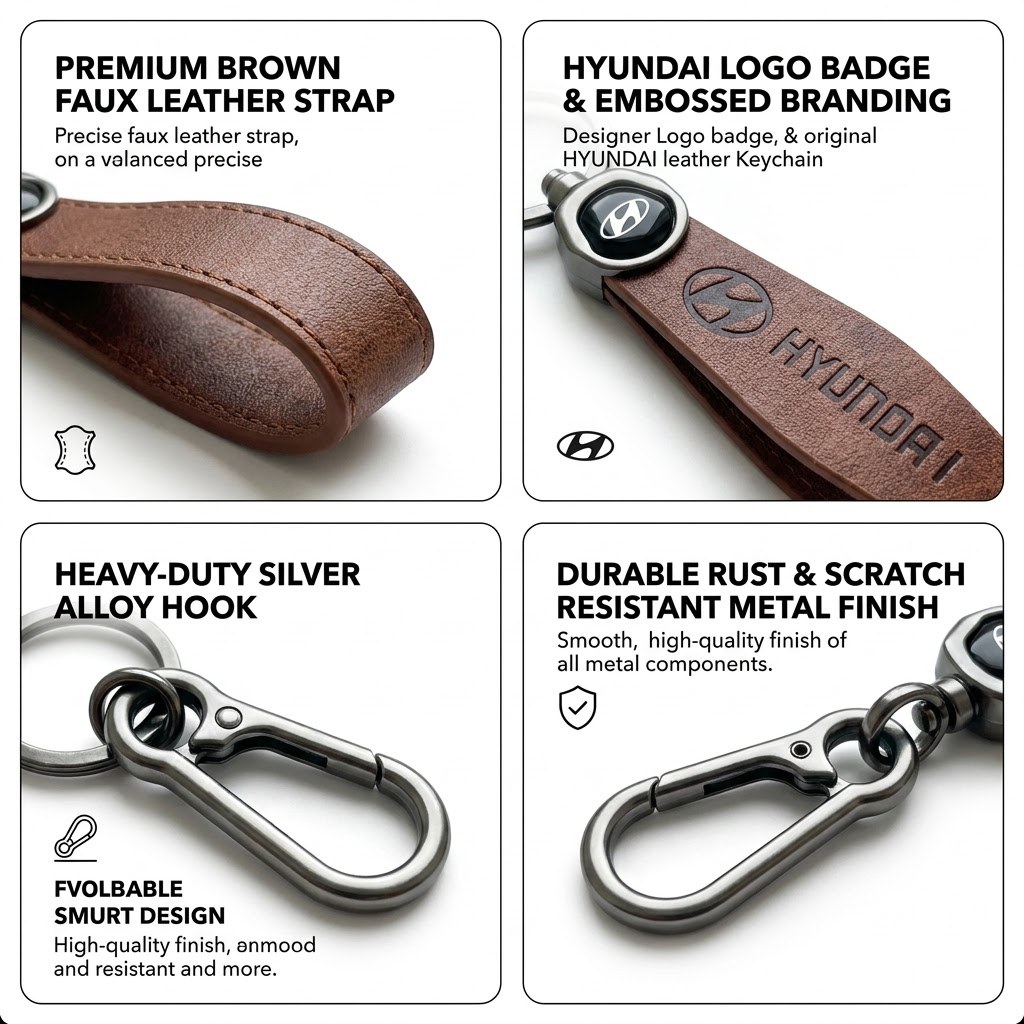 PREMIUM BROWN
FAUX LEATHER STRAP
Precise faux leather strap,
on a valanced precise
HYUNDAI LOGO BADGE
& EMBOSSED BRANDING
Designer Logo badge, & original
HYUNDAI leather Keychain
HYUNDAI
HEAVY-DUTY SILVER
ALLOY HOOK
FVOLBABLE
SMURT DESIGN
High-quality finish, ənmood
and resistant and more.
DURABLE RUST & SCRATCH
RESISTANT METAL FINISH
Smooth, high-quality finish of
all metal components.